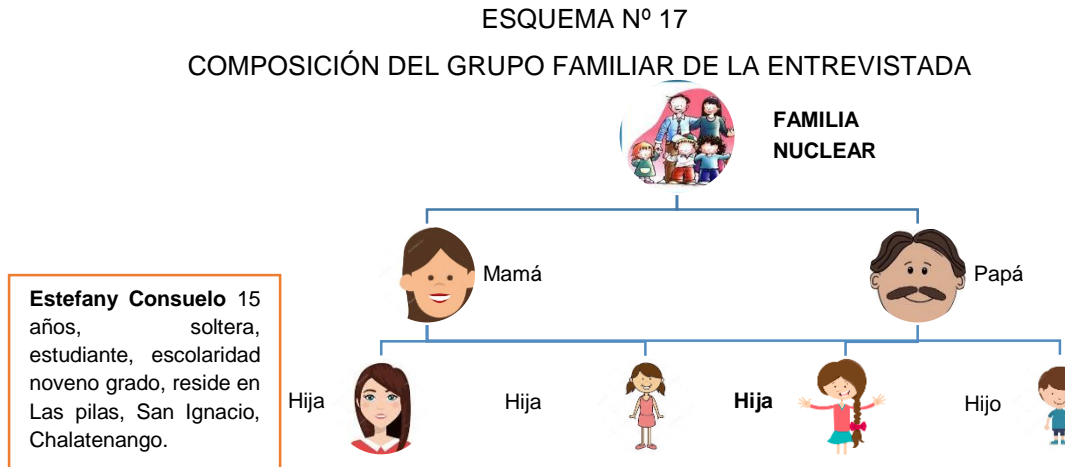 ESQUEMA Nº 17
COMPOSICIÓN DEL GRUPO FAMILIAR DE LA ENTREVISTADA
FAMILIA
NUCLEAR
Mamá
Papá
Estefany Consuelo 15
años, soltera,
estudiante, escolaridad
noveno grado, reside en
Las pilas, San Ignacio,
Chalatenango.
Hija
Hija
Hija
Hijo